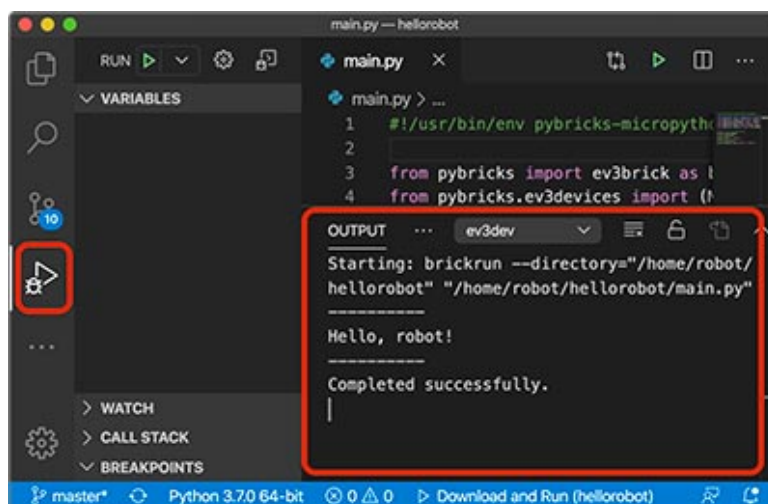 main.py — hellorobot
RUN
main.py
VARIABLES
main.py > ...
1 #!/usr/bin/env pybricks-micropyth
2
3 from pybricks import ev3brick as
4 from pybricks.ev3devices import (
10
OUTPUT ... ev3dev
Starting: brickrun --directory="/home/robot/
hellorobot" "/home/robot/hellorobot/main.py"
----------
Hello, robot!
----------
Completed successfully.
WATCH
CALL STACK
BREAKPOINTS
master* Python 3.7.0 64-bit 0 0 Download and Run (hellorobot)